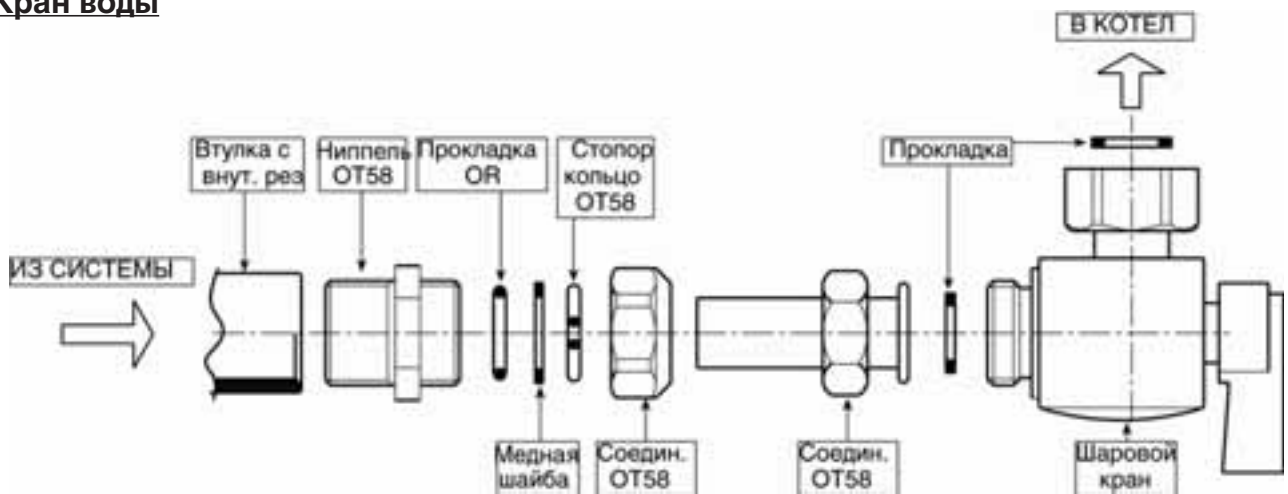 Кран воды
В КОТЕЛ
Втулка с
внут. рез
Ниппель
ОТ58
Прокладка
OR
Стопор
кольцо
ОТ58
Прокладка
ИЗ СИСТЕМЫ
Медная
шайба
Соедин.
ОТ58
Соедин.
ОТ58
Шаровой
кран